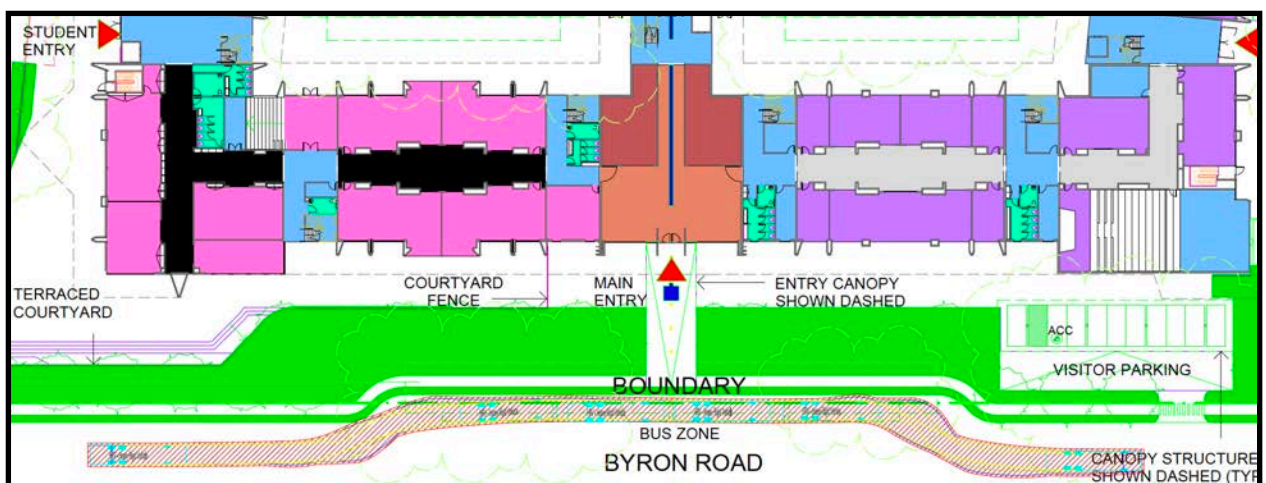 STUDENT
ENTRY
TERRACED
COURTYARD
COURTYARD
FENCE
MAIN
ENTRY
ENTRY CANOPY
SHOWN DASHED
ACC
VISITOR PARKING
BOUNDARY
BUS ZONE
BYRON ROAD
CANOPY STRUCTURE
SHOWN DASHED (TYP